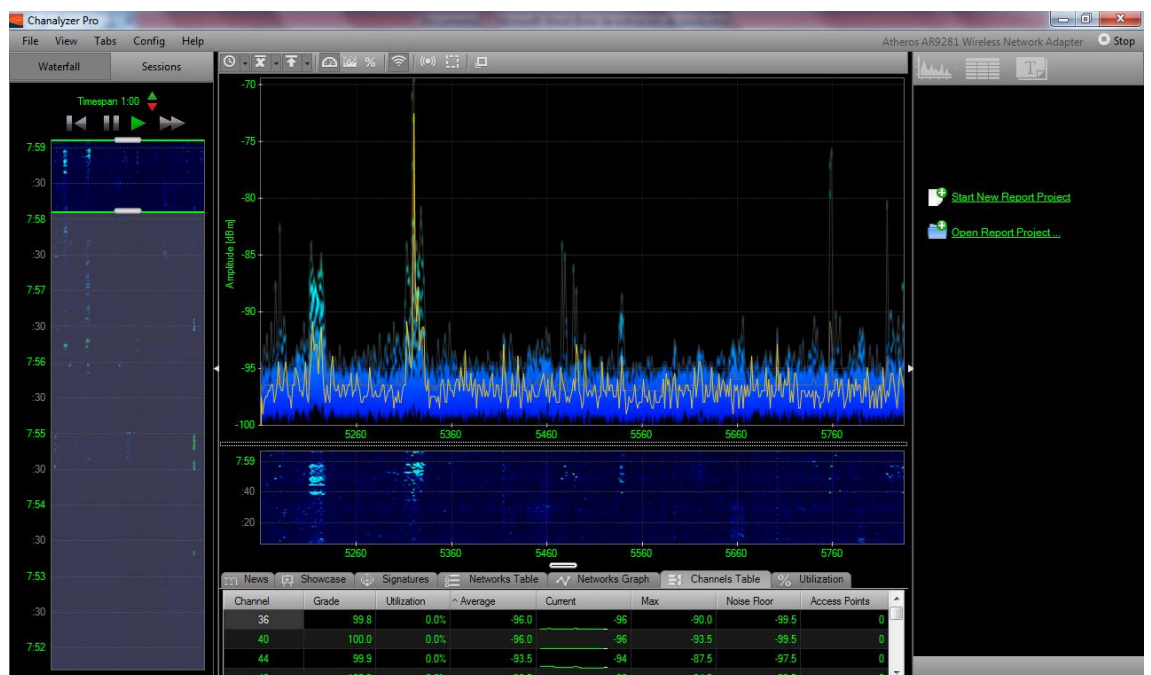 Chanalyzer Pro
File View Tabs Config Help
Atheros AR9281 Wireless Network Adapter Stop
Waterfall Sessions
%
T
Timespan 1:00
7:59
:30
7:58
:30
7:57
:30
7:56
:30
7:55
:30
7:54
:30
7:53
:30
7:52
Amplitude [dBm]
-70
-75
-80
-85
-90
-95
-100
5260 5360 5460 5560 5660 5760
7:59
:40
:20
5260 5360 5460 5560 5660 5760
Start New Report Project
Open Report Project ...
News Showcase Signatures Networks Table Networks Graph Channels Table % Utilization
Channel Grade Utilization Average Current Max Noise Floor Access Points
36 99.8 0.0% -96.0 -96 -90.0 -99.5 0
40 100.0 0.0% -96.0 -96 -93.5 -99.5 0
44 99.9 0.0% -93.5 -94 -87.5 -97.5 0